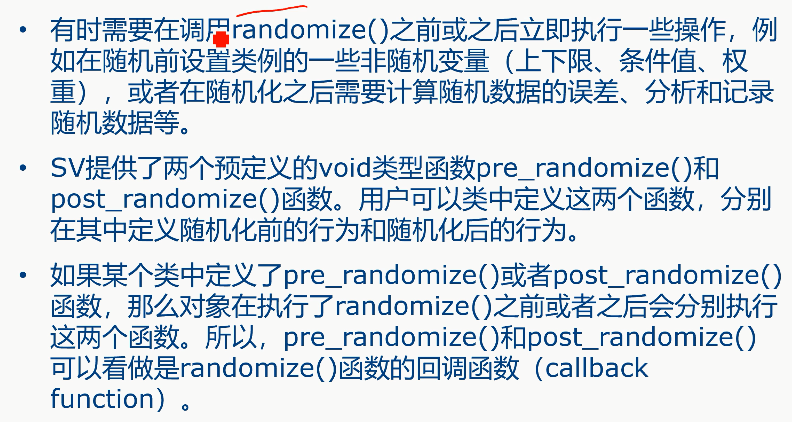 • 有时需要在调用randomize()之前或之后立即执行一些操作，例
如在随机前设置类例的一些非随机变量（上下限、条件值、权
重），或者在随机化之后需要计算随机数据的误差、分析和记录
随机数据等。
• SV提供了两个预定义的void类型函数pre_randomize()和
post_randomize()函数。用户可以类中定义这两个函数，分别
在其中定义随机化前的行为和随机化后的行为。
• 如果某个类中定义了pre_randomize()或者post_randomize()
函数，那么对象在执行了randomize()之前或者之后会分别执行
这两个函数。所以，pre_randomize()和post_randomize()
可以看做是randomize()函数的回调函数（callback
function）。